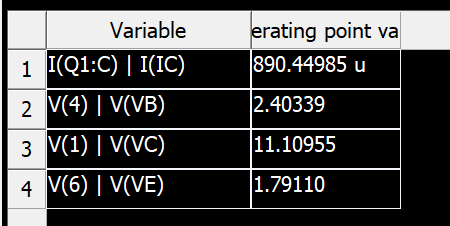 Variable erating point va
1 I(Q1:C) | I(IC) 890.44985 u
2 V(4) | V(VB) 2.40339
3 V(1) | V(VC) 11.10955
4 V(6) | V(VE) 1.79110